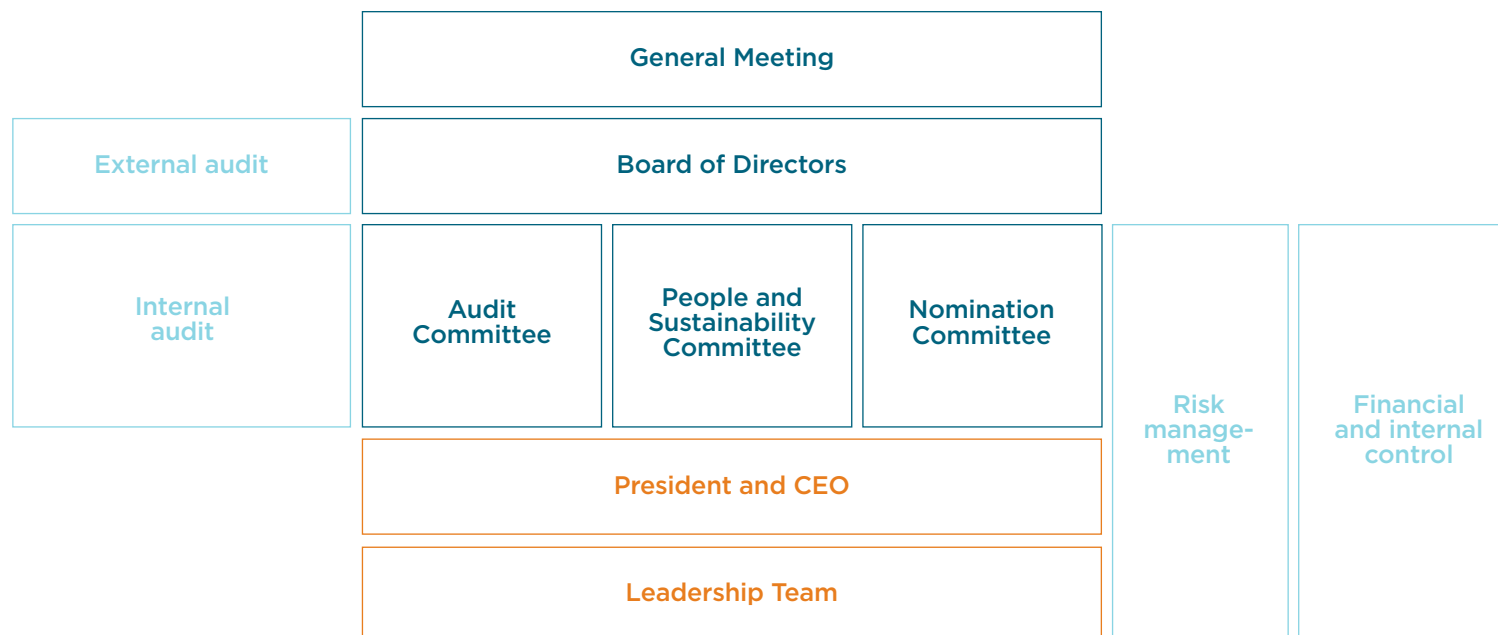 General Meeting
External audit
Board of Directors
Internal
audit
Audit
Committee
People and
Sustainability
Committee
Nomination
Committee
Risk
manage-
ment
Financial
and internal
control
President and CEO
Leadership Team